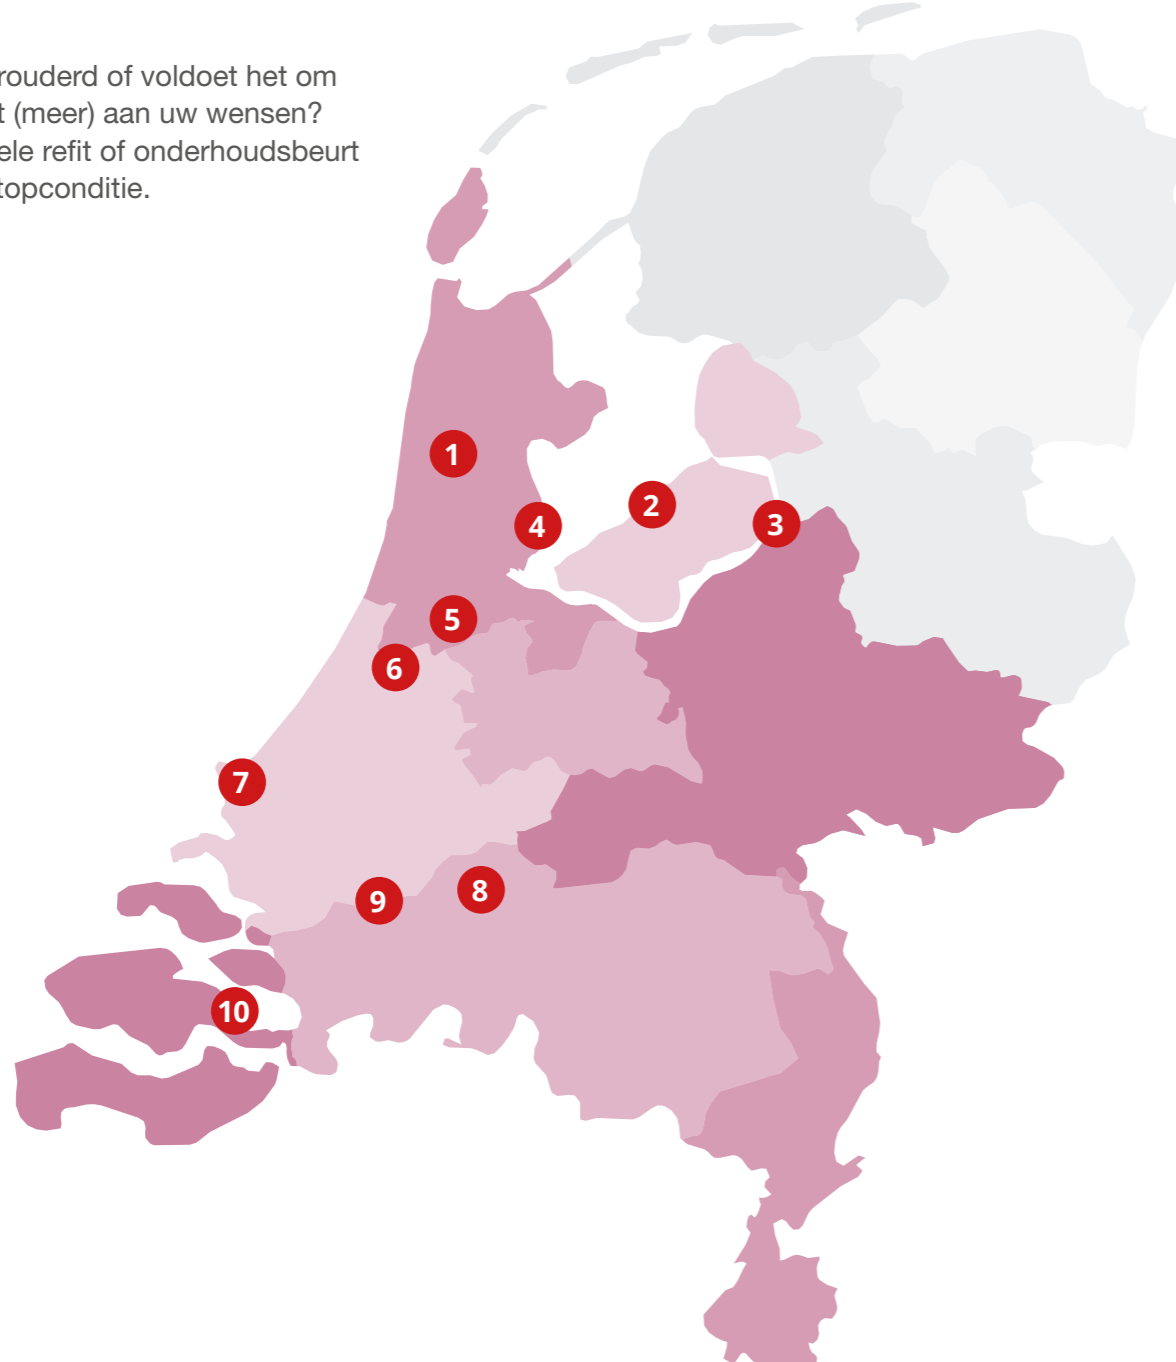 rouderd of voldoet het om
t (meer) aan uw wensen?
ele refit of onderhoudsbeurt
topconditie.
1
2
3
4
5
6
7
8
9
10